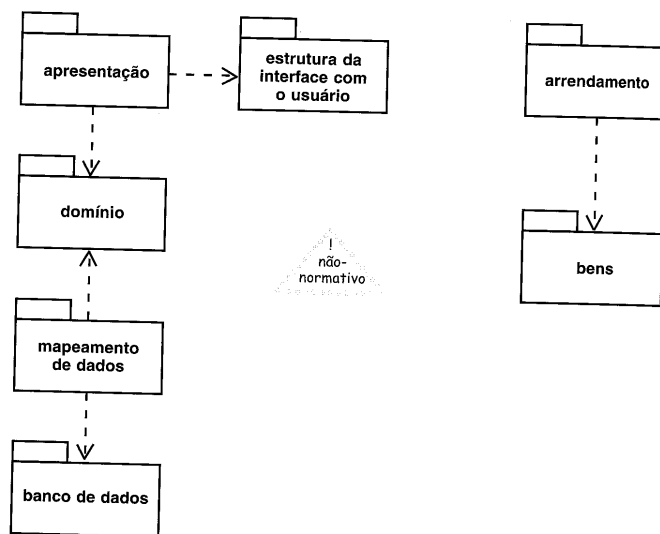 apresentação
estrutura da
interface com
o usuário
arrendamento
domínio
!
não-
normativo
bens
mapeamento
de dados
banco de dados